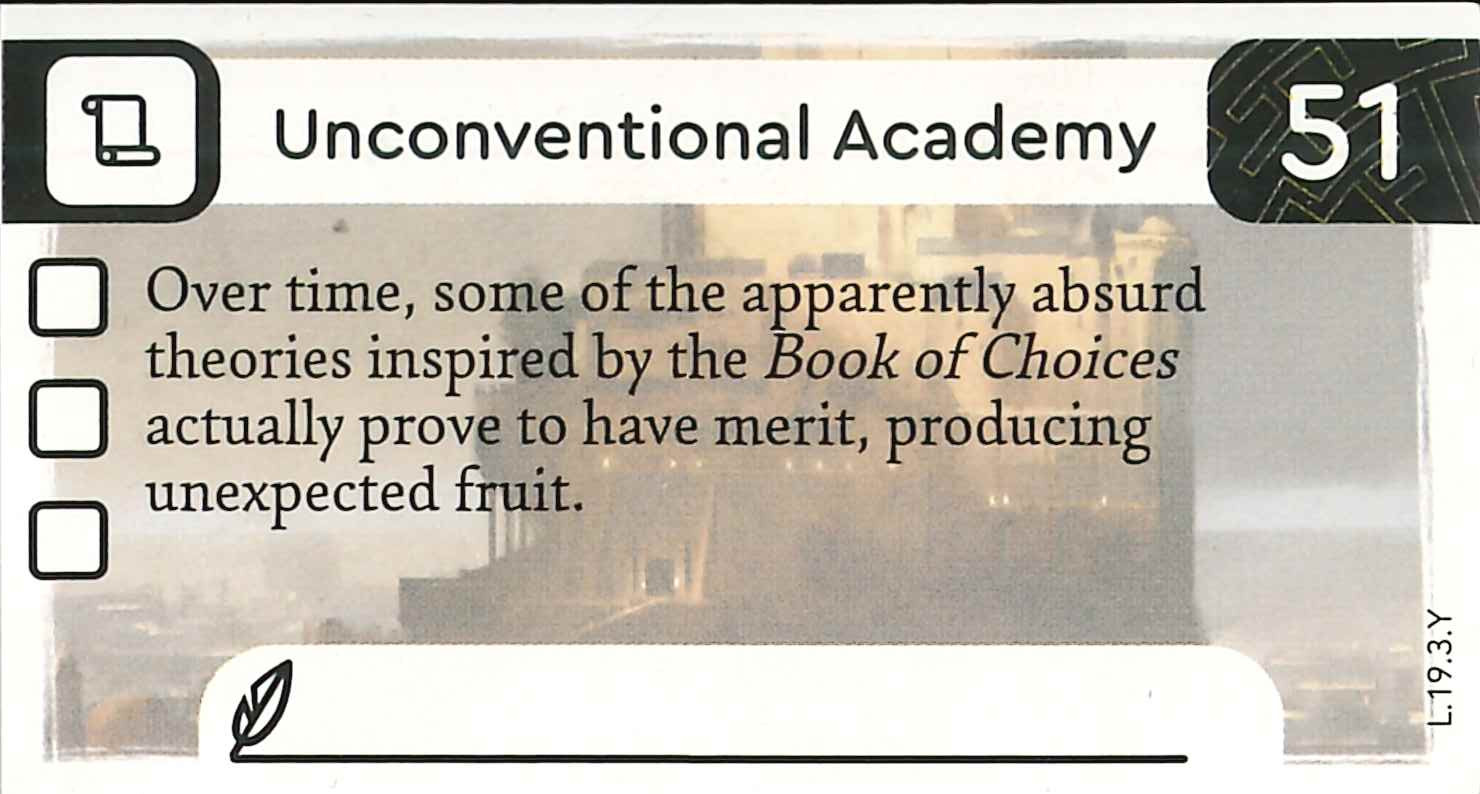 Unconventional Academy
51
Over time, some of the apparently absurd
theories inspired by the Book of Choices
actually prove to have merit, producing
unexpected fruit.
L.19.3.Y